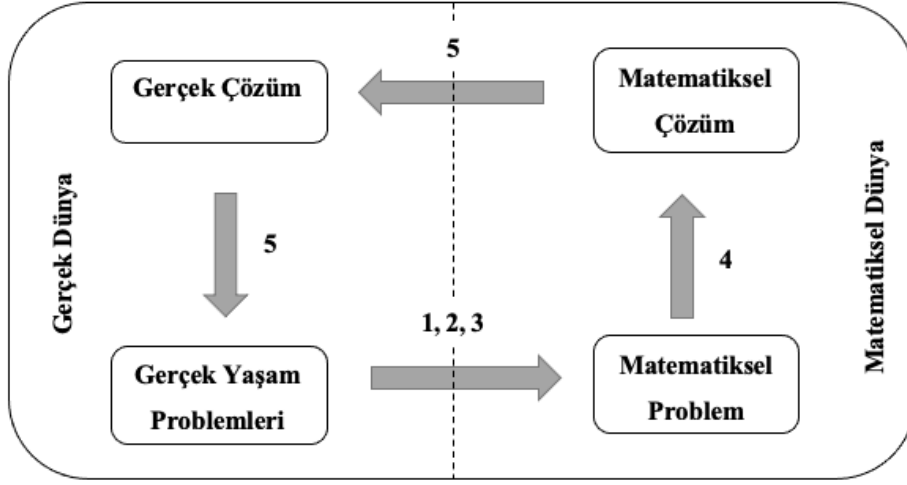 5
Gerçek Çözüm
Matematiksel
Çözüm
Gerçek Dünya
5
4
Matematiksel Dünya
1, 2, 3
Gerçek Yaşam
Problemleri
Matematiksel
Problem